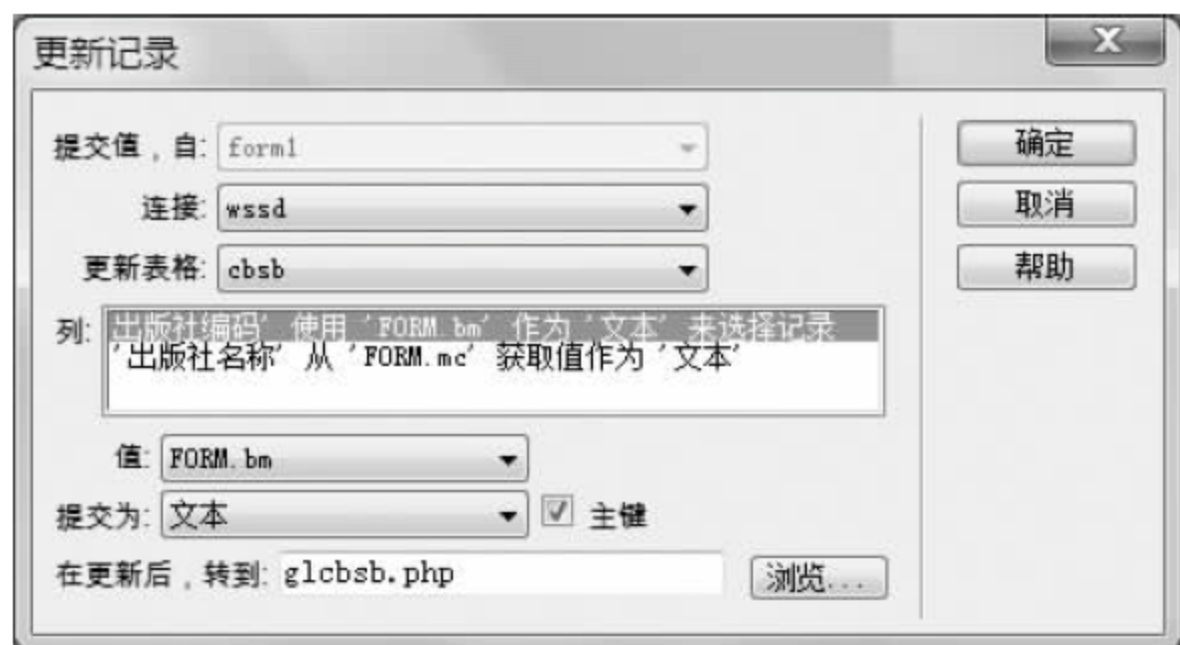 更新记录
X
提交值，自: form1
确定
连接: wssd
取消
更新表格: cbsb
帮助
列: 出版社编码' 使用 'FORM.bm' 作为 '文本' 来选择记录
'出版社名称' 从 'FORM.mc' 获取值作为 '文本'
值: FORM.bm
提交为: 文本
主键
在更新后，转到: glcbsb.php
浏览...